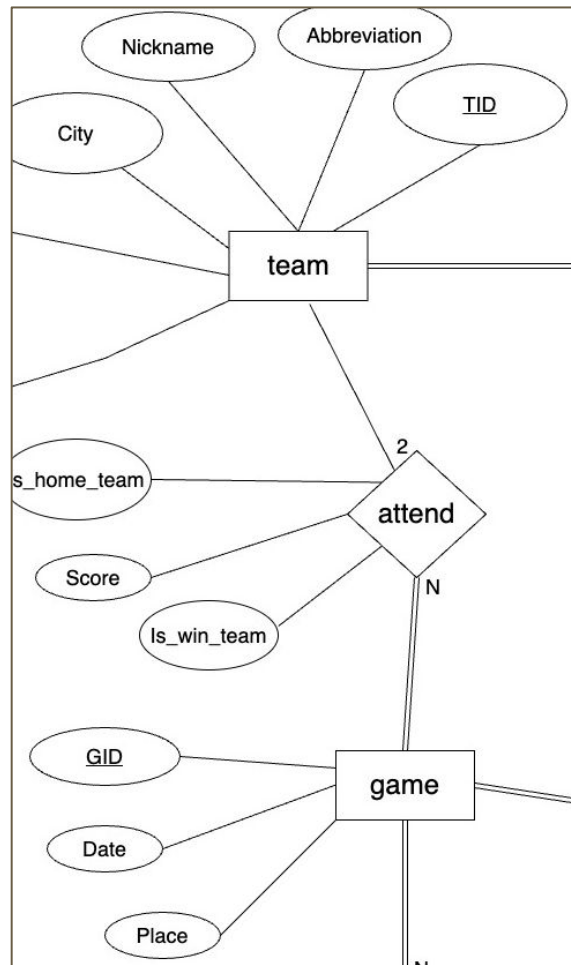 Nickname
Abbreviation
TID
City
team
s_home_team
2
attend
Score
N
Is_win_team
GID
game
Date
Place
N